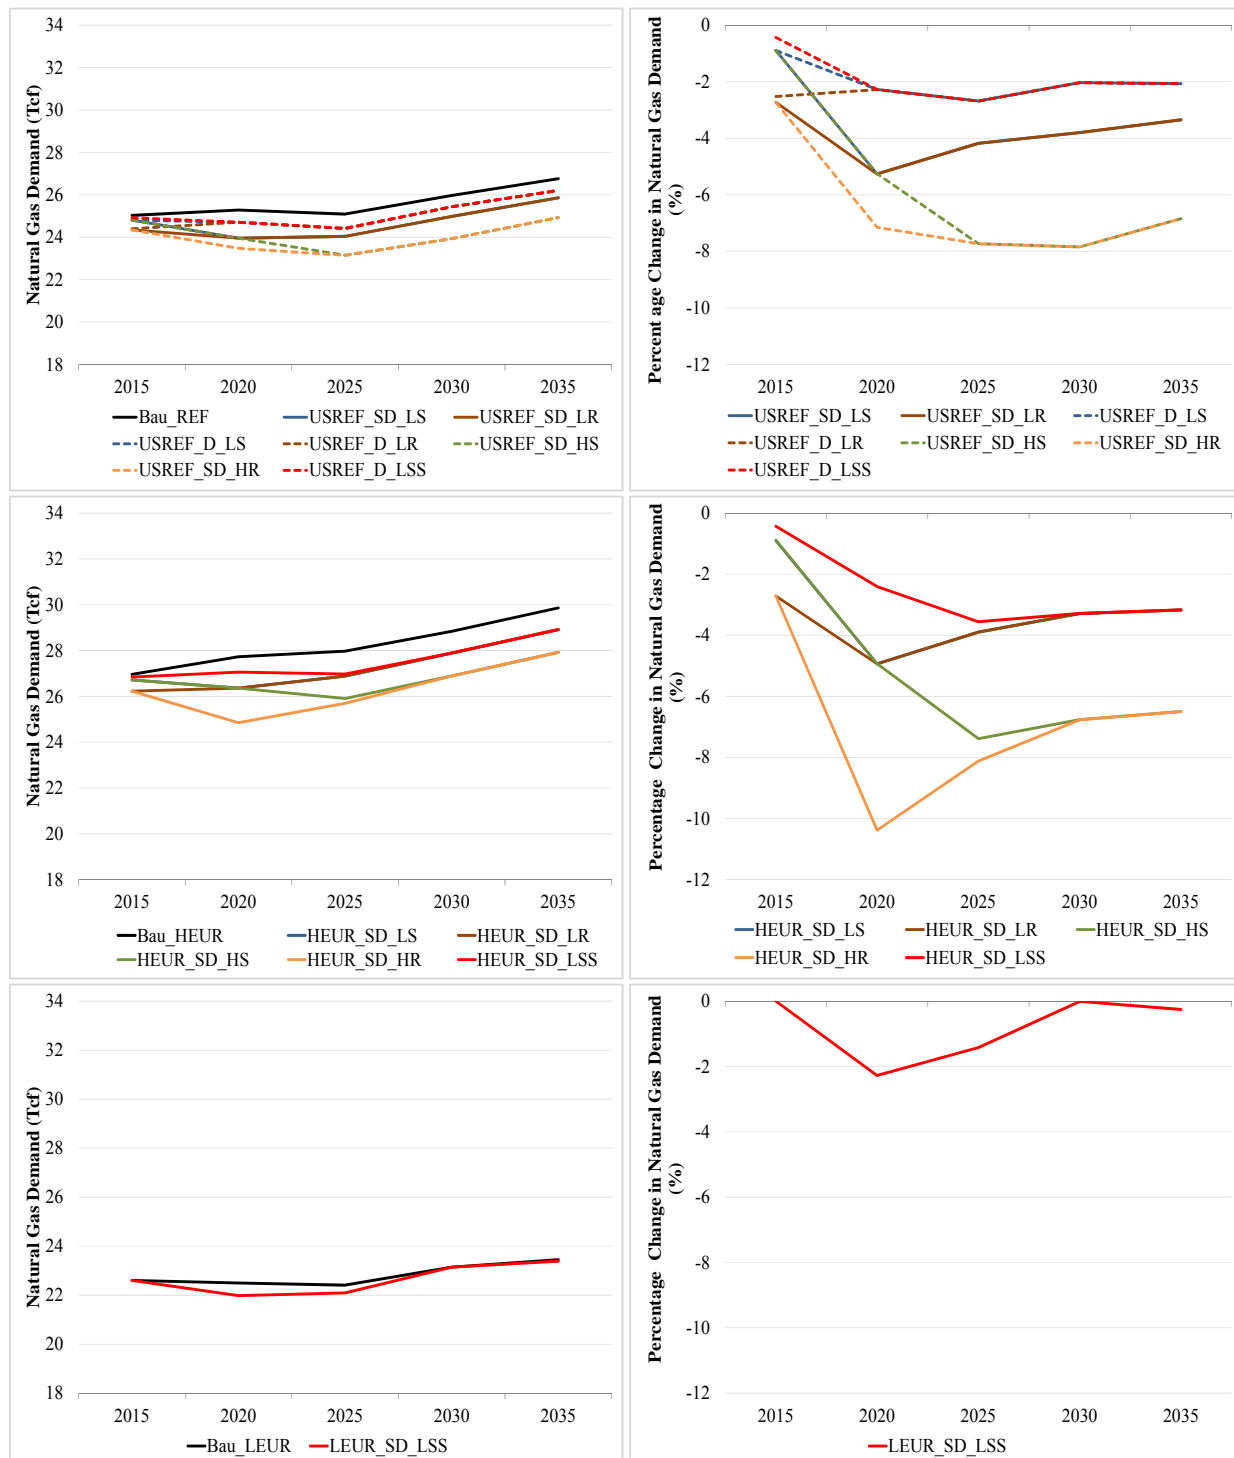 Natural Gas Demand (Tcf)
34
32
30
28
26
24
22
20
18
2015 2020 2025 2030 2035
Bau_REF USREF_SD_LS USREF_SD_LR
USREF_D_LS USREF_D_LR USREF_SD_HS
USREF_SD_HR USREF_D_LSS
Percent age Change in Natural Gas Demand
(%)
0
-2
-4
-6
-8
-10
-12
2015 2020 2025 2030 2035
USREF_SD_LS USREF_SD_LR USREF_D_LS
USREF_D_LR USREF_SD_HS USREF_SD_HR
USREF_D_LSS
Natural Gas Demand (Tcf)
34
32
30
28
26
24
22
20
18
2015 2020 2025 2030 2035
Bau_HEUR HEUR_SD_LS HEUR_SD_LR
HEUR_SD_HS HEUR_SD_HR HEUR_SD_LSS
Percentage Change in Natural Gas Demand
(%)
0
-2
-4
-6
-8
-10
-12
2015 2020 2025 2030 2035
HEUR_SD_LS HEUR_SD_LR HEUR_SD_HS
HEUR_SD_HR HEUR_SD_LSS
Natural Gas Demand (Tcf)
34
32
30
28
26
24
22
20
18
2015 2020 2025 2030 2035
Bau_LEUR LEUR_SD_LSS
Percentage Change in Natural Gas Demand
(%)
0
-2
-4
-6
-8
-10
-12
2015 2020 2025 2030 2035
LEUR_SD_LSS